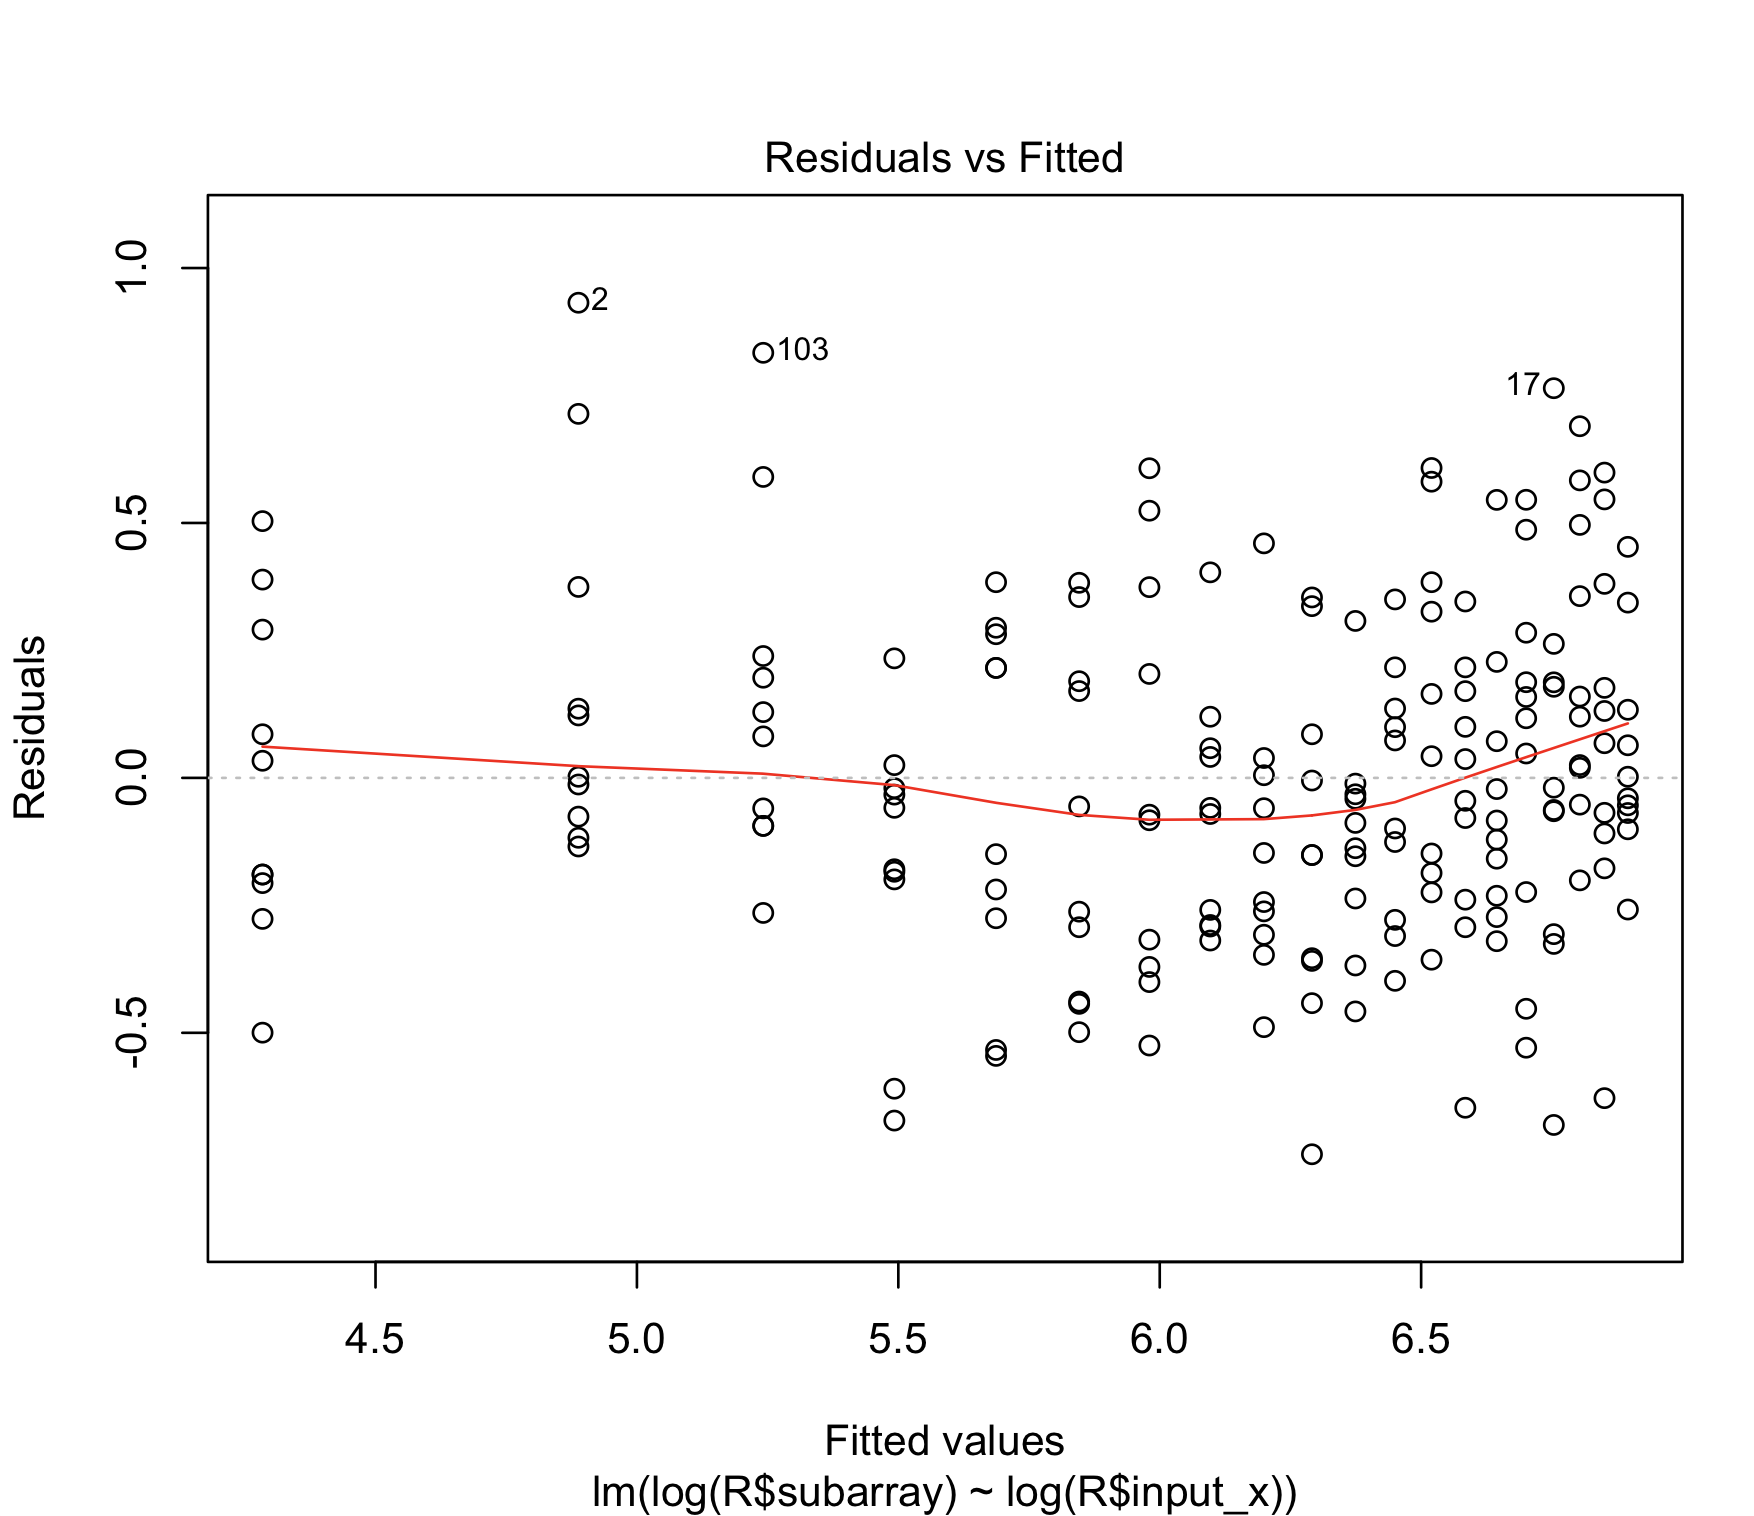 Residuals vs Fitted
1.0
0.5
0.0
-0.5
Residuals
2
103
17
4.5 5.0 5.5 6.0 6.5
Fitted values
lm(log(R$subarray) ~ log(R$input_x))